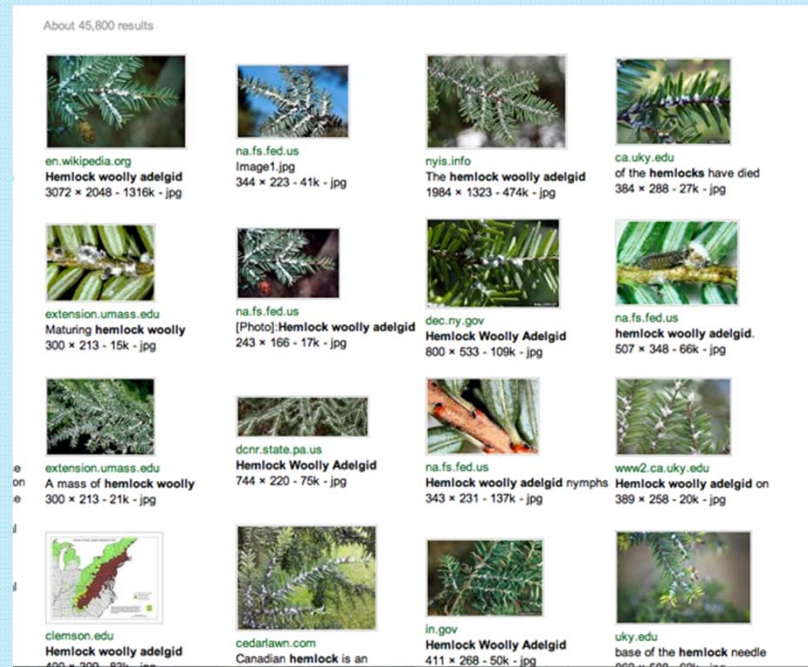 About 45,800 results
en.wikipedia.org
Hemlock woolly adelgid
3072 × 2048 - 1316k - jpg
na.fs.fed.us
Image1.jpg
344 × 223 - 41k - jpg
nyis.info
The hemlock woolly adelgid
1984 × 1323 - 474k - jpg
ca.uky.edu
of the hemlocks have died
384 × 288 - 27k - jpg
extension.umass.edu
Maturing hemlock woolly
300 × 213 - 15k - jpg
na.fs.fed.us
[Photo]:Hemlock woolly adelgid
243 × 166 - 17k - jpg
dec.ny.gov
Hemlock Woolly Adelgid
800 × 533 - 109k - jpg
na.fs.fed.us
hemlock woolly adelgid.
507 × 348 - 66k - jpg
extension.umass.edu
A mass of hemlock woolly
300 × 213 - 21k - jpg
dcnr.state.pa.us
Hemlock Woolly Adelgid
744 × 220 - 75k - jpg
na.fs.fed.us
Hemlock woolly adelgid nymphs
343 × 231 - 137k - jpg
www2.ca.uky.edu
Hemlock woolly adelgid on
389 × 258 - 20k - jpg
clemson.edu
Hemlock woolly adelgid
cedarlawn.com
Canadian hemlock is an
in.gov
Hemlock Woolly Adelgid
411 × 268 - 50k - jpg
uky.edu
base of the hemlock needle